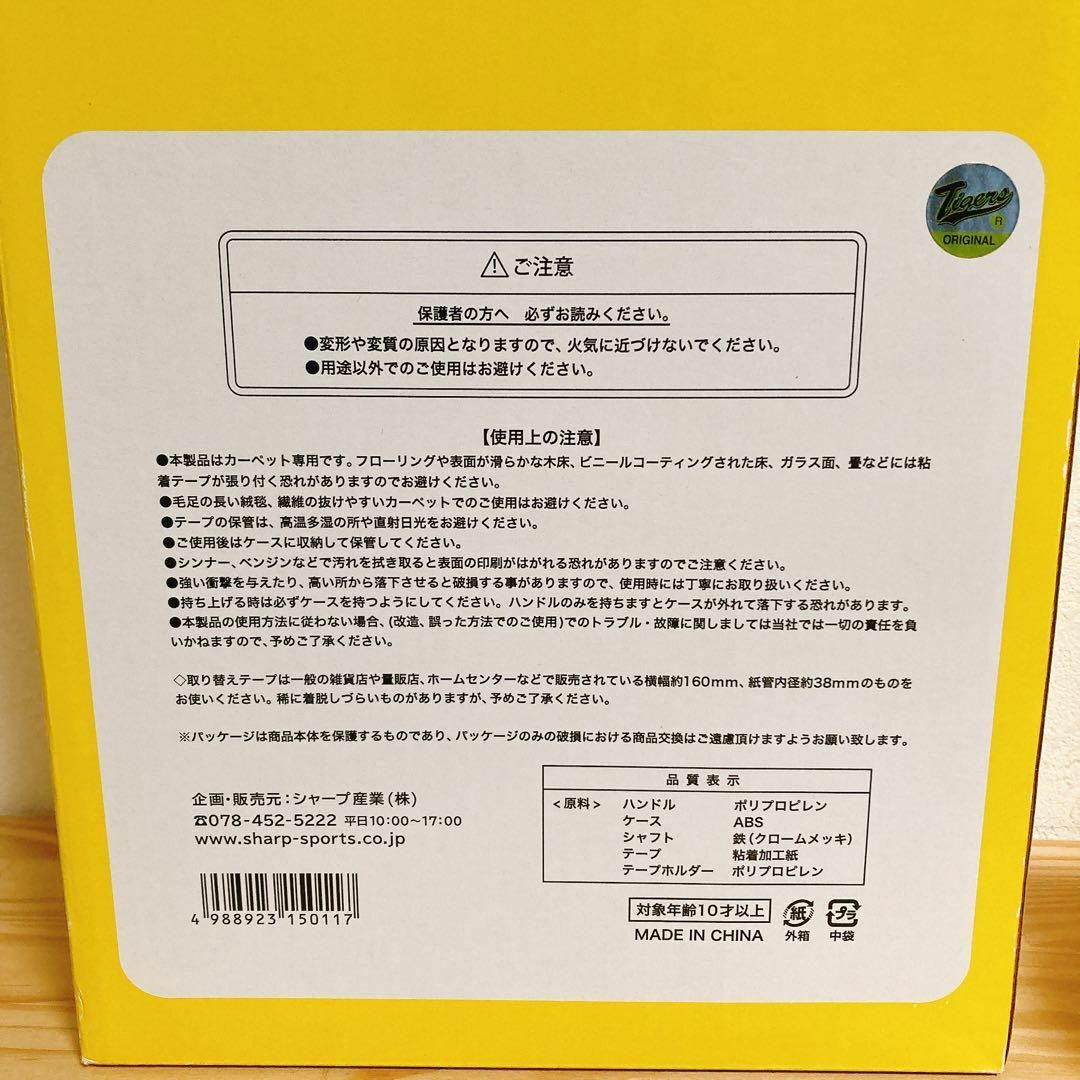 Tigers
R
ORIGINAL
⚠ご注意
保護者の方へ 必ずお読みください。
●変形や変質の原因となりますので、火気に近づけないでください。
●用途以外でのご使用はお避けください。
【使用上の注意】
●本製品はカーペット専用です。フローリングや表面が滑らかな木床、ビニールコーティングされた床、ガラス面、畳などには粘
着テープが張り付く恐れがありますのでお避けください。
●毛足の長い絨毯、繊維の抜けやすいカーペットでのご使用はお避けください。
●テープの保管は、高温多湿の所や直射日光をお避けください。
●ご使用後はケースに収納して保管してください。
●シンナー、ベンジンなどで汚れを拭き取ると表面の印刷がはがれる恐れがありますのでご注意ください。
●強い衝撃を与えたり、高い所から落下させると破損する事がありますので、使用時には丁寧にお取り扱いください。
●持ち上げる時は必ずケースを持つようにしてください。ハンドルのみを持ちますとケースが外れて落下する恐れがあります。
●本製品の使用方法に従わない場合、(改造、誤った方法でのご使用)でのトラブル・故障に関しましては当社では一切の責任を負
いかねますので、予めご了承ください。
◇取り替えテープは一般の雑貨店や量販店、ホームセンターなどで販売されている横幅約160mm、紙管内径約38mmのものを
お使いください。稀に着脱しづらいものがありますが、予めご了承ください。
※パッケージは商品本体を保護するものであり、パッケージのみの破損における商品交換はご遠慮頂けますようお願い致します。
企画・販売元:シャープ産業(株)
☎078-452-5222 平日10:00〜17:00
www.sharp-sports.co.jp
4 988923 150117
品質表示
<原料> ハンドル ポリプロピレン
ケース ABS
シャフト 鉄(クロームメッキ)
テープ 粘着加工紙
テープホルダー ポリプロピレン
対象年齢10才以上
MADE IN CHINA
紙
外箱
プラ
中袋